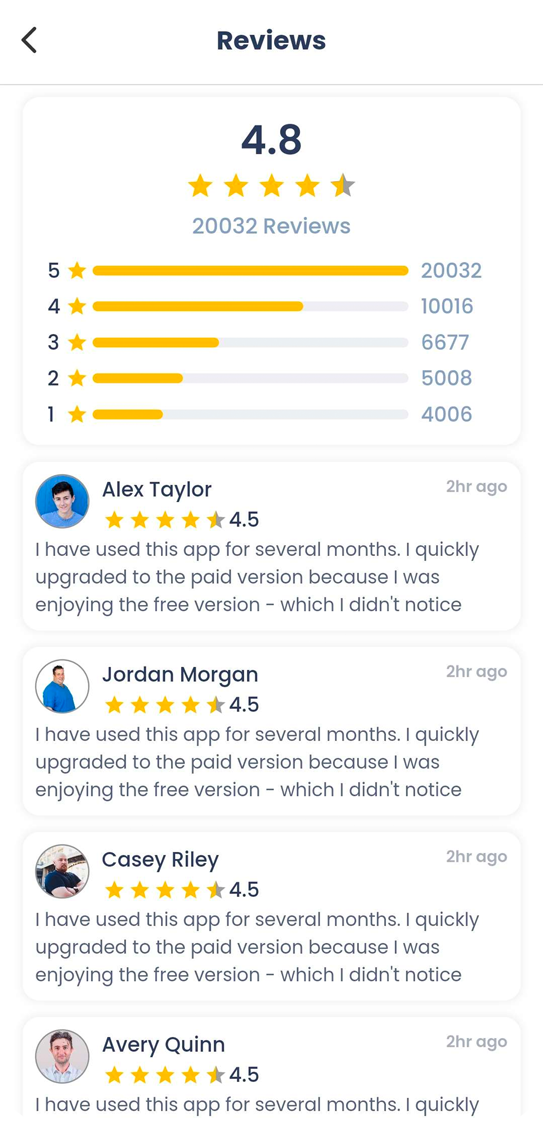 Reviews
4.8
20032 Reviews
5 20032
4 10016
3 6677
2 5008
1 4006
Alex Taylor 2hr ago
4.5
I have used this app for several months. I quickly
upgraded to the paid version because I was
enjoying the free version - which I didn't notice
Jordan Morgan 2hr ago
4.5
I have used this app for several months. I quickly
upgraded to the paid version because I was
enjoying the free version - which I didn't notice
Casey Riley 2hr ago
4.5
I have used this app for several months. I quickly
upgraded to the paid version because I was
enjoying the free version - which I didn't notice
Avery Quinn 2hr ago
4.5
I have used this app for several months. I quickly